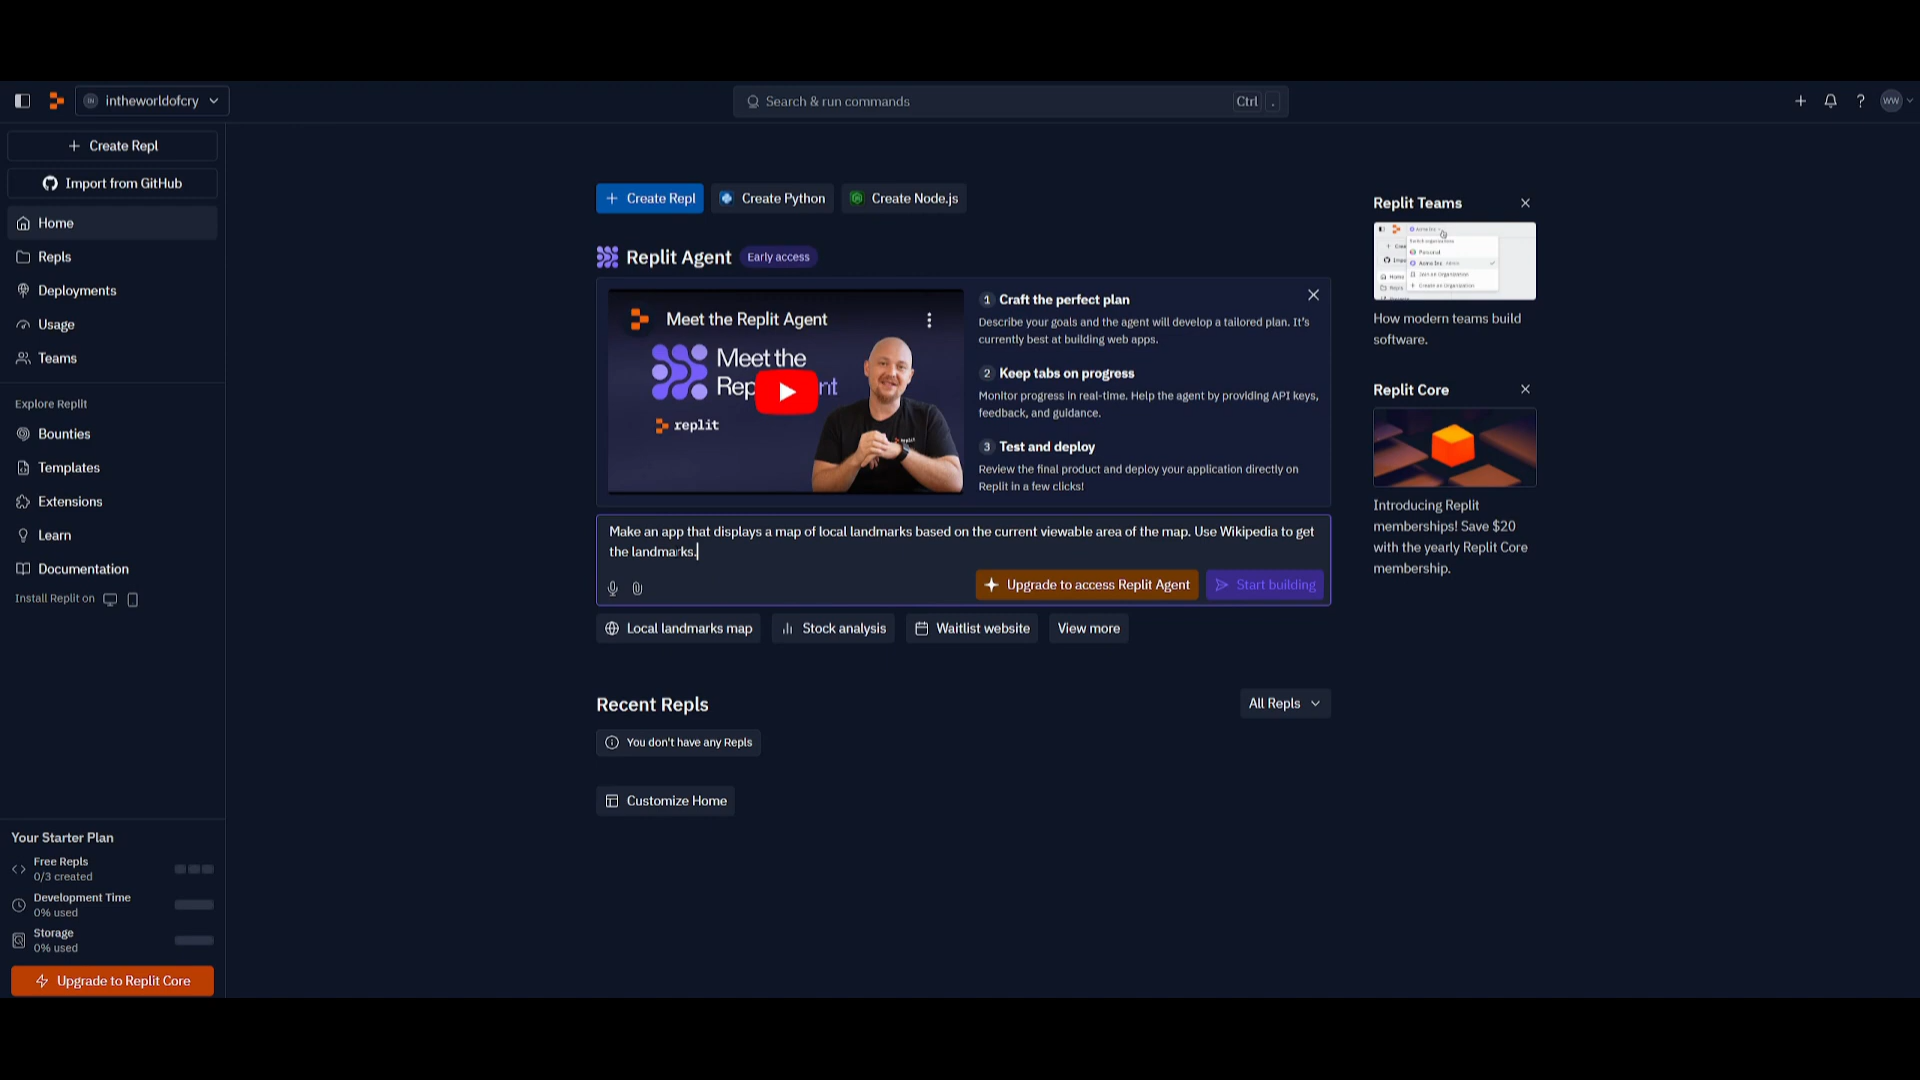 intheworldofcry
Search & run commands
Ctrl .
WW
Create Repl
Import from GitHub
Home
Repls
Deployments
Usage
Teams
Explore Replit
Bounties
Templates
Extensions
Learn
Documentation
Install Replit on
Your Starter Plan
Free Repls
0/3 created
Development Time
0% used
Storage
0% used
Upgrade to Replit Core
Create Repl
Create Python
Create Node.js
Replit Agent
Early access
Meet the Replit Agent
Meet the
replit
1 Craft the perfect plan
Describe your goals and the agent will develop a tailored plan. It's
currently best at building web apps.
2 Keep tabs on progress
Monitor progress in real-time. Help the agent by providing API keys,
feedback, and guidance.
3 Test and deploy
Review the final product and deploy your application directly on
Replit in a few clicks!
Make an app that displays a map of local landmarks based on the current viewable area of the map. Use Wikipedia to get
the landmarks.
Upgrade to access Replit Agent
Start building
Local landmarks map
Stock analysis
Waitlist website
View more
Recent Repls
All Repls
You don't have any Repls
Customize Home
Replit Teams
How modern teams build
software.
Replit Core
Introducing Replit
memberships! Save $20
with the yearly Replit Core
membership.